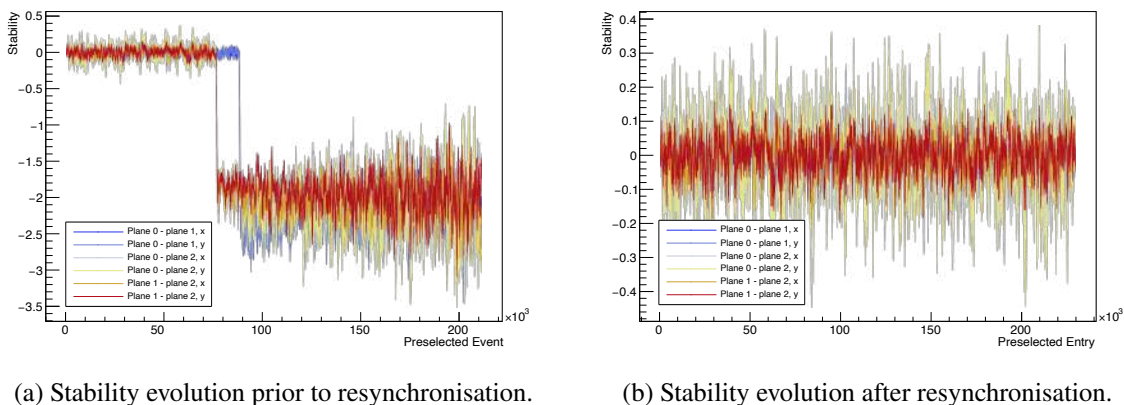 Stability
0.5
0
−0.5
−1
−1.5
−2
−2.5
−3
−3.5
Plane 0 - plane 1, x
Plane 0 - plane 1, y
Plane 0 - plane 2, x
Plane 0 - plane 2, y
Plane 1 - plane 2, x
Plane 1 - plane 2, y
0 50 100 150 200 ×10³
Preselected Event
(a) Stability evolution prior to resynchronisation.
Stability
0.4
0.3
0.2
0.1
0
−0.1
−0.2
−0.3
−0.4
Plane 0 - plane 1, x
Plane 0 - plane 1, y
Plane 0 - plane 2, x
Plane 0 - plane 2, y
Plane 1 - plane 2, x
Plane 1 - plane 2, y
0 50 100 150 200 ×10³
Preselected Entry
(b) Stability evolution after resynchronisation.